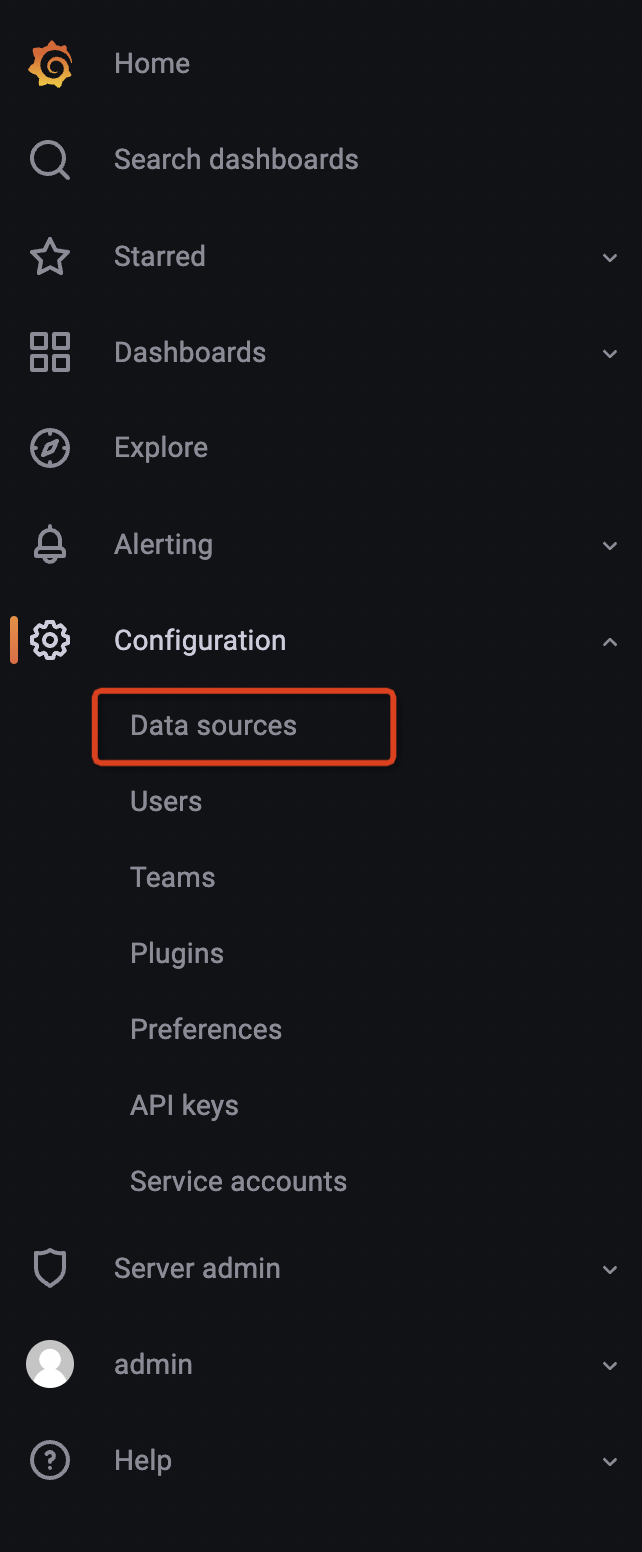 Home
Search dashboards
Starred
Dashboards
Explore
Alerting
Configuration
Data sources
Users
Teams
Plugins
Preferences
API keys
Service accounts
Server admin
admin
Help